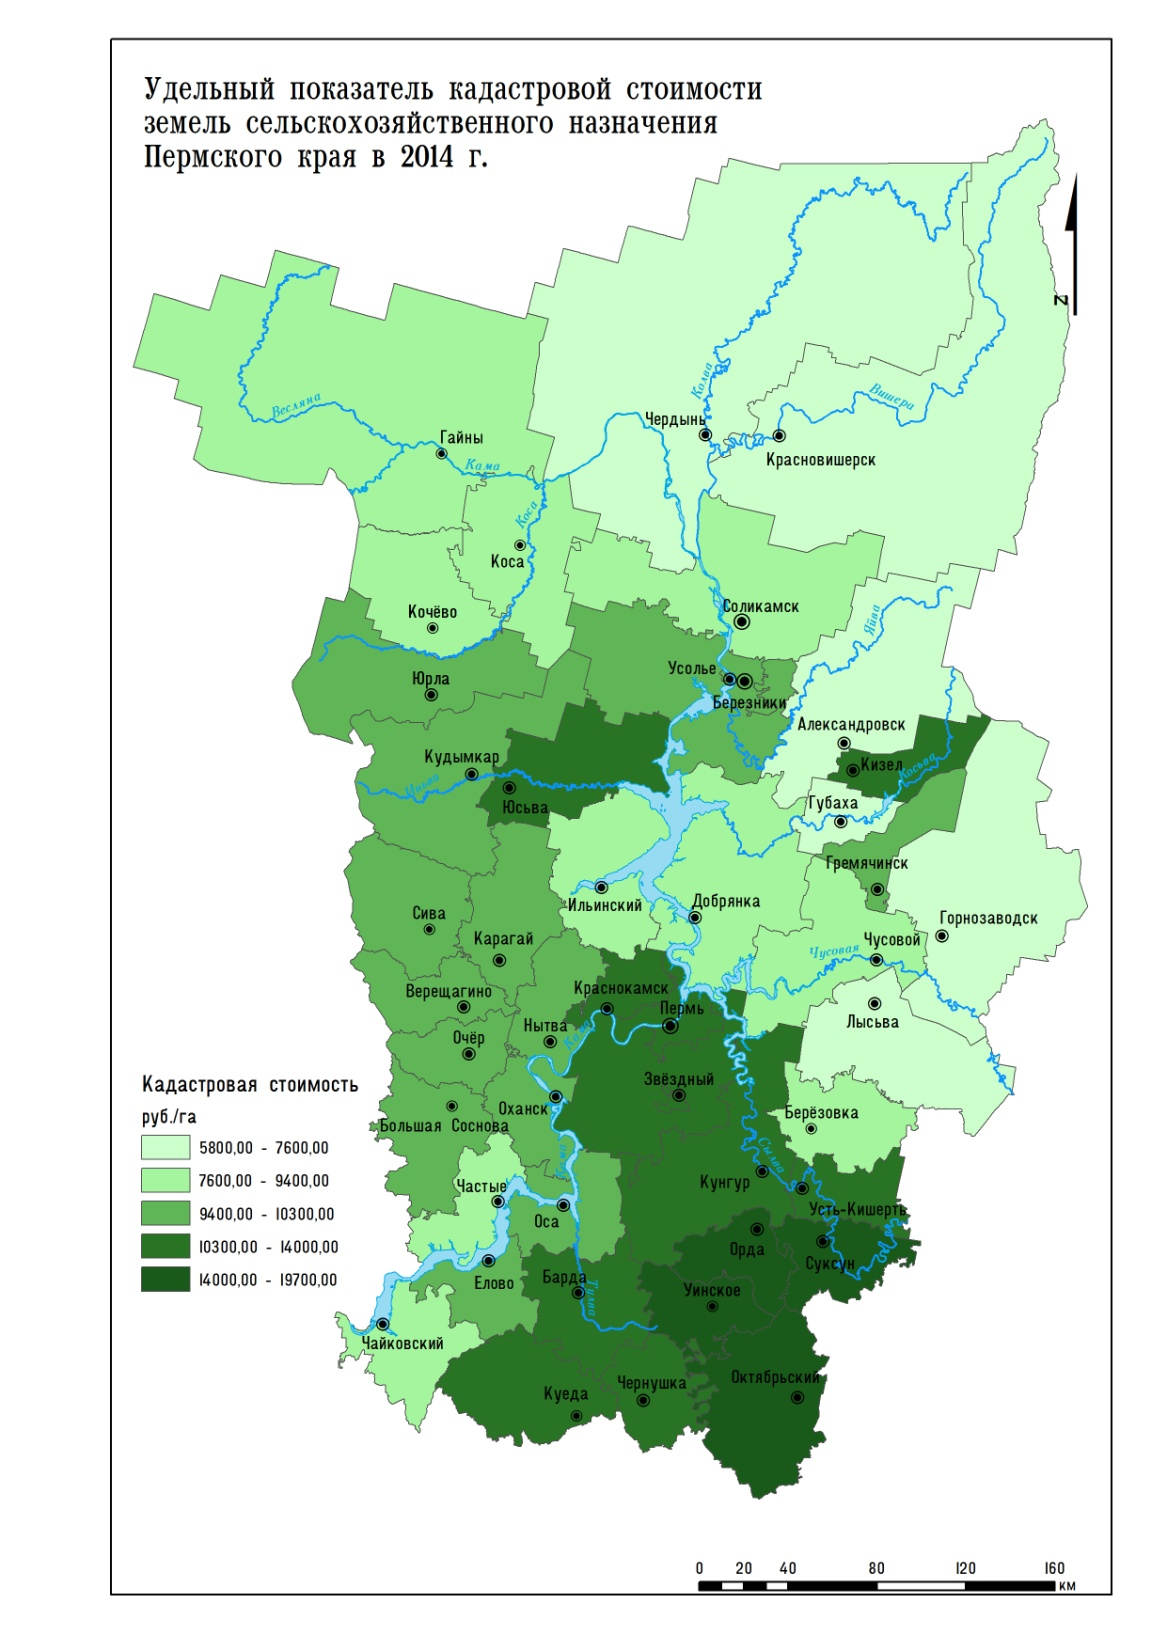 Удельный показатель кадастровой стоимости
земель сельскохозяйственного назначения
Пермского края в 2014 г.
N
Колва
Вишера
Чердынь
Красновишерск
Весляна
Гайны
Кама
Коса
Коса
Кочёво
Соликамск
Яйва
Усолье
Березники
Юрла
Александровск
Кудымкар
Кизел
Косьва
Иньва
Юсьва
Губаха
Гремячинск
Ильинский
Добрянка
Сива
Горнозаводск
Карагай
Чусовой
Чусовая
Верещагино
Краснокамск
Пермь
Лысьва
Нытва
Кама
Очёр
Звёздный
Кадастровая стоимость
руб./га
Оханск
Берёзовка
Большая Соснова
5800,00 - 7600,00
7600,00 - 9400,00
9400,00 - 10300,00
10300,00 - 14000,00
14000,00 - 19700,00
Кама
Сылва
Кунгур
Частые
Усть-Кишерть
Оса
Орда
Суксун
Елово
Барда
Тулва
Уинское
Чайковский
Октябрьский
Чернушка
Куеда
0 20 40 80 120 160
км